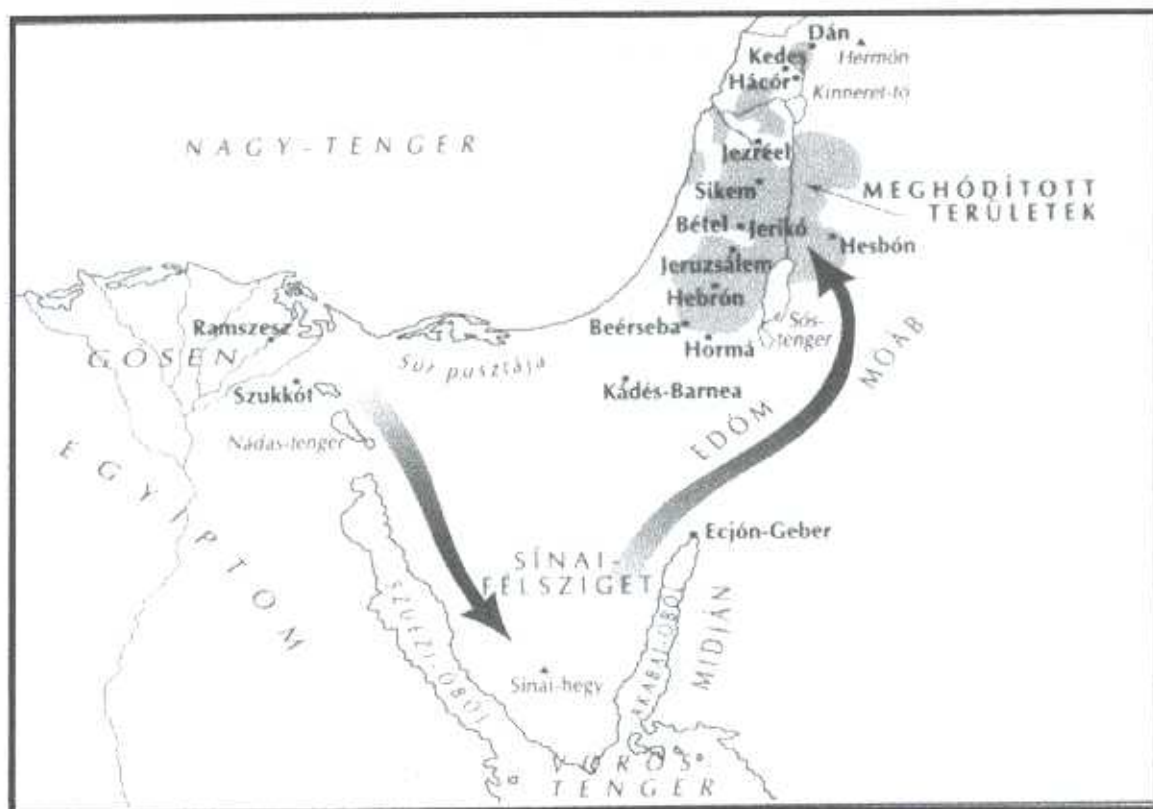 Dán
Kedes
Hermón
Hácór
Kinneret-tó
NAGY-TENGER
Jezréel
Sikem
MEGHÓDÍTOTT
TERÜLETEK
Bétel
Jerikó
Hesbón
Jeruzsálem
Hebrón
Ramszesz
Beérseba
Sós-
tenger
GÓSEN
Hormá
MÓÁB
Súr pusztája
Szukkót
Kádés-Barnea
Nádas-tenger
EDÓM
EGYIPTOM
Ecjón-Geber
SÍNAI-
FÉLSZIGET
SZUEZI-ÖBÖL
AKABAI-ÖBÖL
MIDJÁN
Sínai-hegy
VÖRÖS-
TENGER